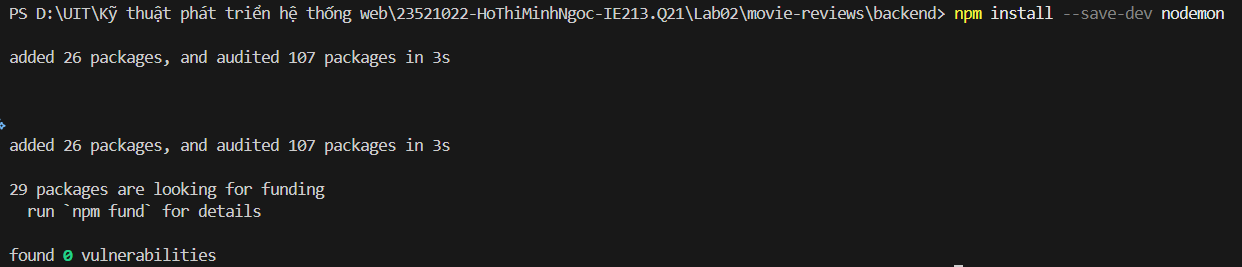 PS D:\UIT\Kỹ thuật phát triển hệ thống web\23521022-HoThiMinhNgoc-IE213.Q21\Lab02\movie-reviews\backend> npm install --save-dev nodemon
added 26 packages, and audited 107 packages in 3s
added 26 packages, and audited 107 packages in 3s
29 packages are looking for funding
  run `npm fund` for details
found 0 vulnerabilities